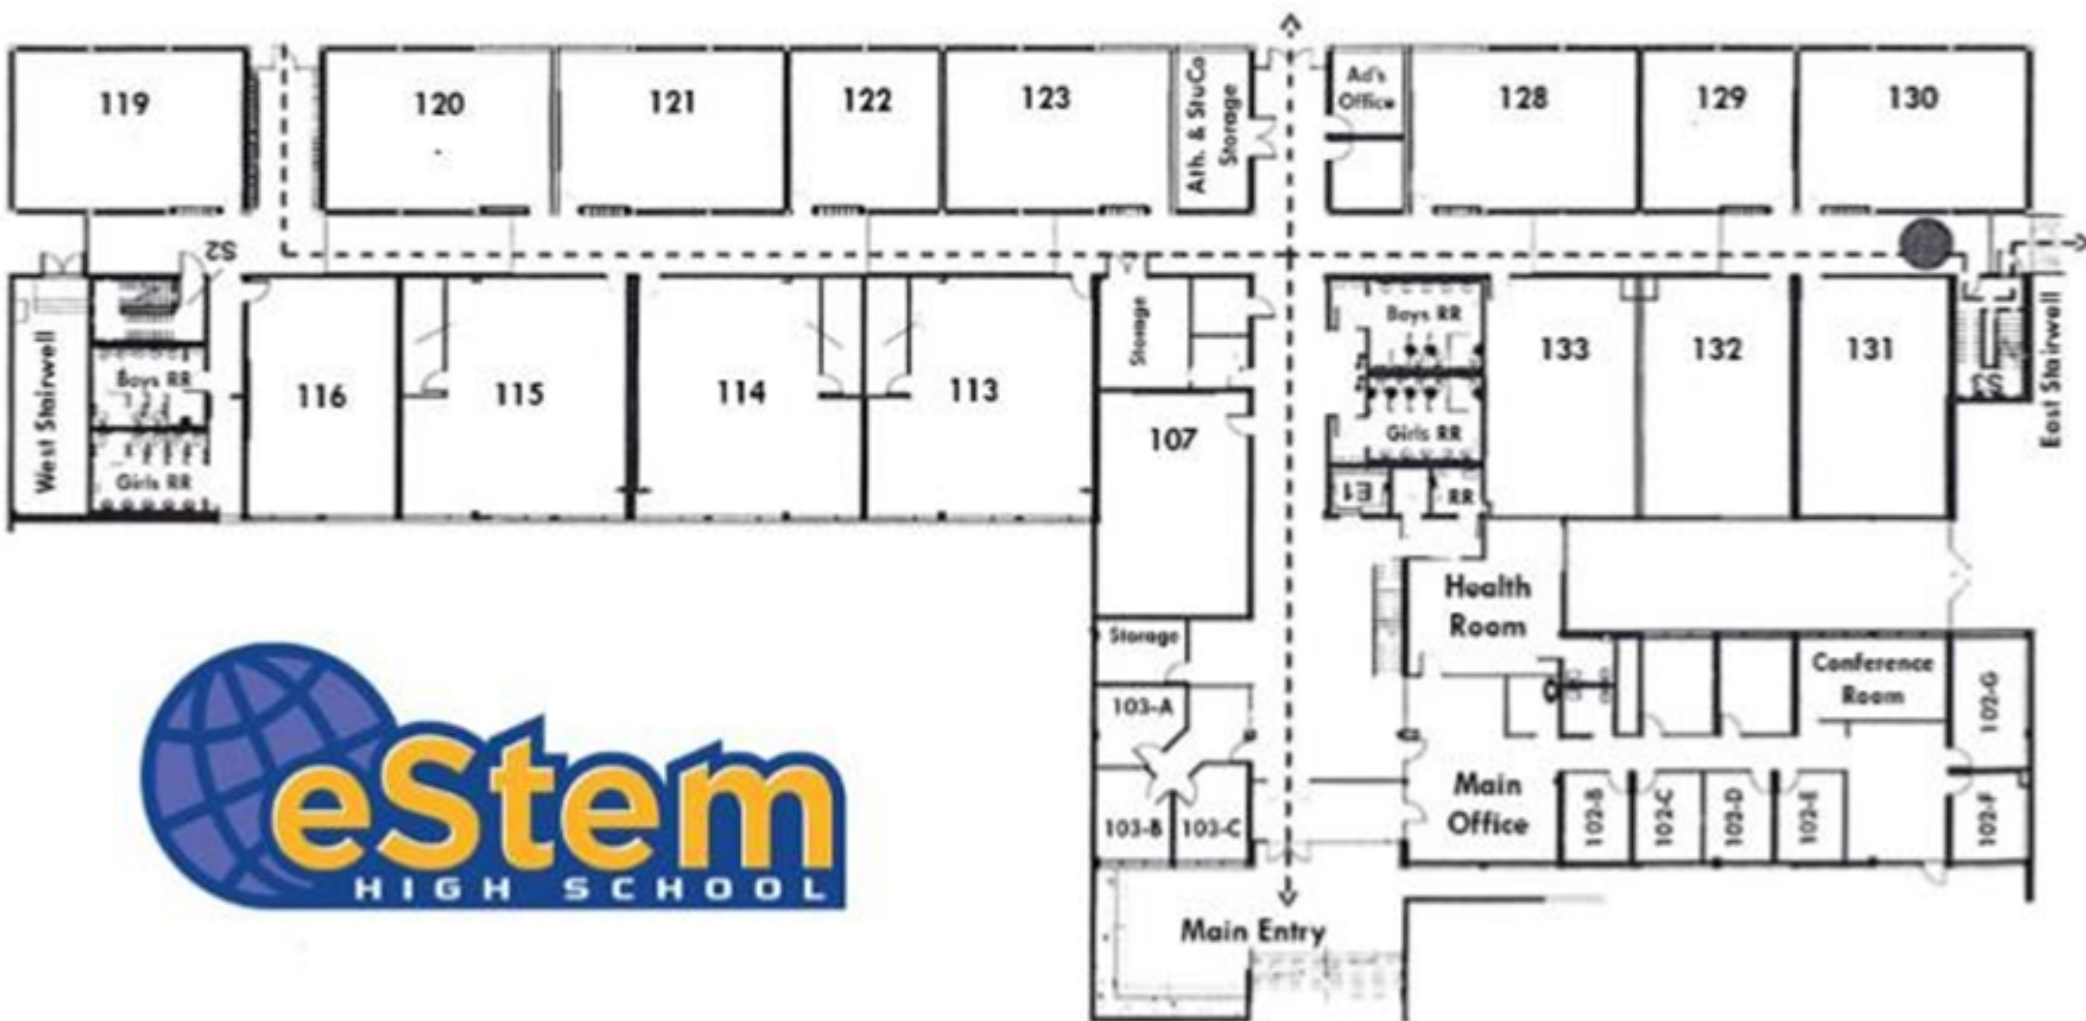 119
120
121
122
123
Ath. & StuCo
Storage
Ad's
Office
128
129
130
S2
West Stairwell
Boys RR
Girls RR
116
115
114
113
Storage
107
Boys RR
Girls RR
E1
RR
133
132
131
East Stairwell
Health
Room
Storage
103-A
103-B
103-C
Main
Office
Conference
Room
102-G
102-B
102-C
102-D
102-E
102-F
Main Entry
eStem
HIGH SCHOOL